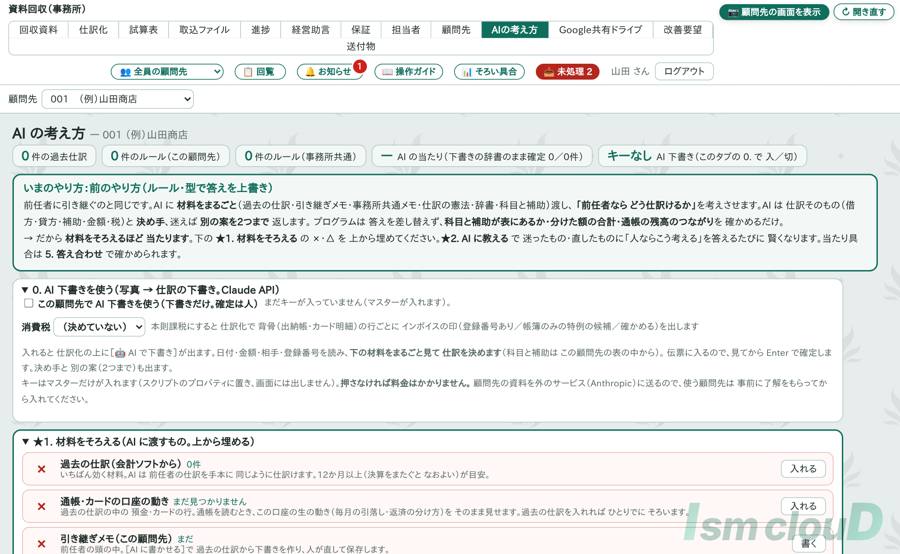 資料回収(事務所)
📷 顧客先の画面を表示
↻ 開き直す
回収資料 仕訳化 試算表 取込ファイル 進捗 経営助言 保証 担当者 顧問先 AIの考え方 Google共有ドライブ 改善要望
送付物
👥 全員の顧問先 📋 回覧 🔔 お知らせ 1 📖 操作ガイド 📊 そろい具合 📥 未処理 2 山田 さん ログアウト
顧問先 001 (例)山田商店
AI の考え方 — 001 (例)山田商店
0 件の過去仕訳 0 件のルール(この顧問先) 0 件のルール(事務所共通) — AI の当たり(下書きの辞書のまま確定 0/0件) キーなし AI 下書き(このタブの 0. で 入/切)
いまのやり方:前のやり方(ルール・型で答えを上書き)
前任者に引き継ぐのと同じです。AI に 材料をまるごと(過去の仕訳・引き継ぎメモ・事務所共通メモ・仕訳の憲法・辞書・科目と補助)渡し、「前任者なら どう仕訳けるか」を考えさせます。AI は 仕訳そのもの(借
方・貸方・補助・金額・税)と 決め手、迷えば 別の案を2つまで 返します。 プログラムは 答えを差し替えず、科目と補助が表にあるか・分けた額の合計・通帳の残高のつながり を 確かめるだけ。
→ だから 材料をそろえるほど 当たります。下の ★1. 材料をそろえる の ×・△ を 上から埋めてください。★2. AI に教える で 迷ったもの・直したものに「人ならこう考える」を答えるたびに 賢くなります。当たり具
合は 5. 答え合わせ で確かめられます。
▼ 0. AI 下書きを使う(写真 → 仕訳の下書き。Claude API)
この顧問先で AI 下書きを使う(下書きだけ。確定は人) まだキーが入っていません(マスターが入れます)。
消費税 (決めていない) 本則課税にすると 仕訳化で 背骨(出納帳・カード明細)の行ごとに インボイスの印(登録番号あり/帳簿のみの特例の候補/確かめる)を出します
入れると 仕訳化の上に[🤖 AI で下書き]が出ます。日付・金額・相手・登録番号を読み、下の材料をまるごと見て 仕訳を決めます(科目と補助は この顧問先の表の中から)。 伝票に入るので、見てから Enter で確定しま
す。決め手と 別の案(2つまで)も出ます。
キーはマスターだけが入れます(スクリプトのプロパティに置き、画面には出しません)。押さなければ料金はかかりません。 顧問先の資料を外のサービス(Anthropic)に送るので、使う顧問先は 事前に了解をもらってか
ら入れてください。
▼ ★1. 材料をそろえる(AI に渡すもの。上から埋める)
× 過去の仕訳(会計ソフトから) 0件 入れる
いちばん効く材料。AI は 前任者の仕訳を手本に 同じように仕訳けます。12か月以上(決算をまたぐと なおよい)が目安。
× 通帳・カードの口座の動き まだ見つかりません 入れる
過去の仕訳の中の 預金・カードの行。通帳を読むとき、この口座の生の動き(毎月の引落し・返済の分け方)を そのまま見せます。過去の仕訳を入れれば ひとりでに そろいます。
× 引き継ぎメモ(この顧問先) まだ 書く
前任者の頭の中。[AI に書かせる]で 過去の仕訳から下書きを作り、人が直して保存します。
Ism clouD